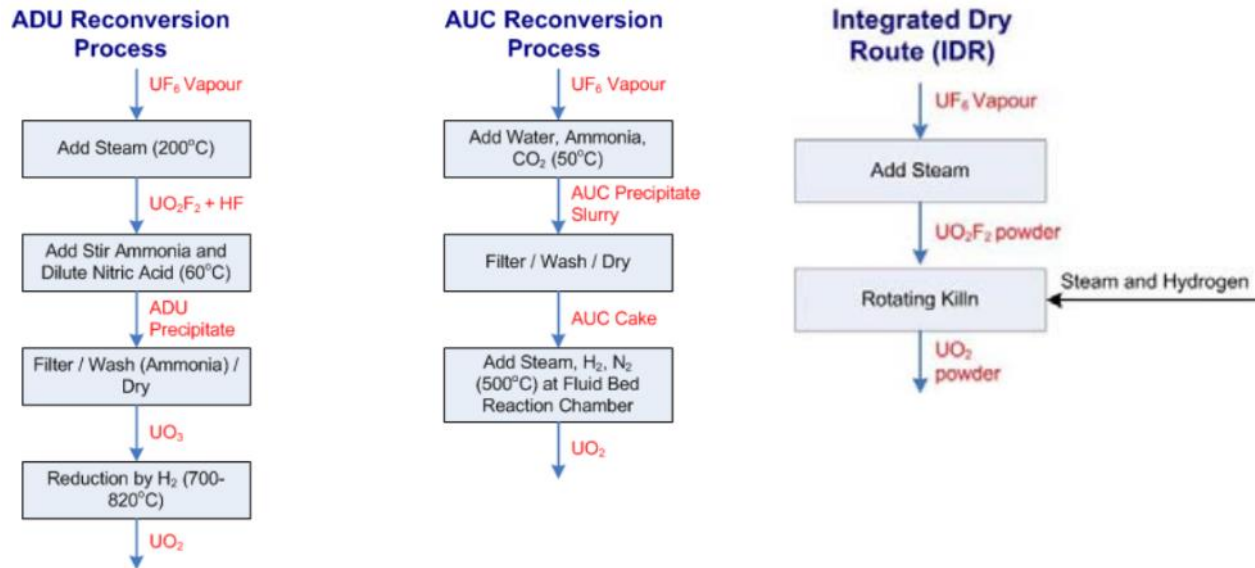 ADU Reconversion
Process
UF₆ Vapour
Add Steam (200°C)
UO₂F₂ + HF
Add Stir Ammonia and
Dilute Nitric Acid (60°C)
ADU
Precipitate
Filter / Wash (Ammonia) /
Dry
UO₃
Reduction by H₂ (700-
820°C)
UO₂
AUC Reconversion
Process
UF₆ Vapour
Add Water, Ammonia,
CO₂ (50°C)
AUC Precipitate
Slurry
Filter / Wash / Dry
AUC Cake
Add Steam, H₂, N₂
(500°C) at Fluid Bed
Reaction Chamber
UO₂
Integrated Dry
Route (IDR)
UF₆ Vapour
Add Steam
UO₂F₂ powder
Steam and Hydrogen
Rotating Killn
UO₂
powder